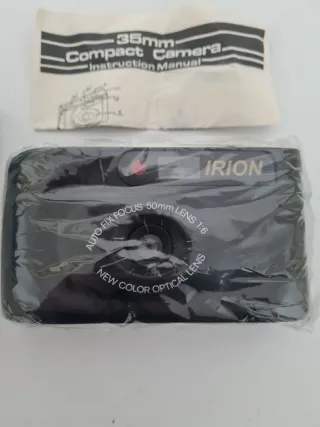 35mm
Compact Camera
Instruction Manual
IRION
AUTO FIX FOCUS 50mm LENS 1:6
NEW COLOR OPTICAL LENS